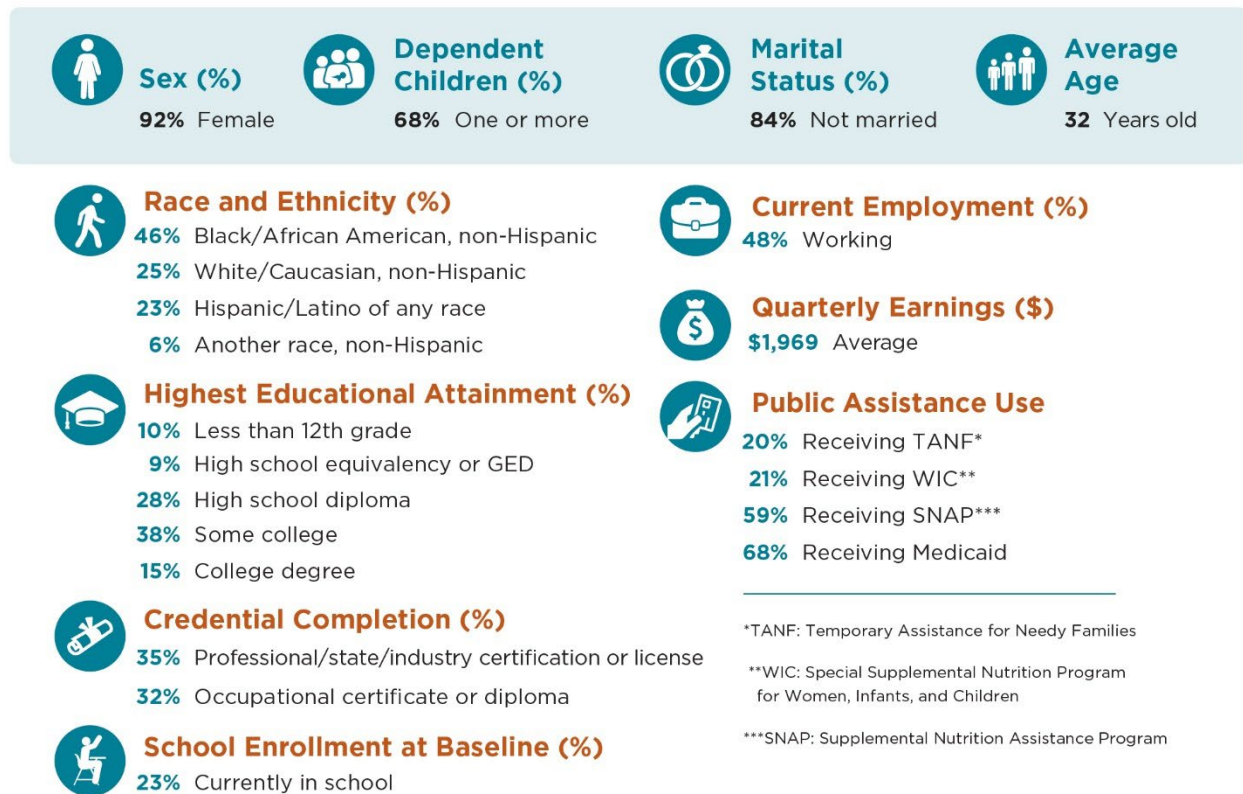 Sex (%)
92% Female
Dependent
Children (%)
68% One or more
Marital
Status (%)
84% Not married
Average
Age
32 Years old
Race and Ethnicity (%)
46% Black/African American, non-Hispanic
25% White/Caucasian, non-Hispanic
23% Hispanic/Latino of any race
6% Another race, non-Hispanic
Highest Educational Attainment (%)
10% Less than 12th grade
9% High school equivalency or GED
28% High school diploma
38% Some college
15% College degree
Credential Completion (%)
35% Professional/state/industry certification or license
32% Occupational certificate or diploma
School Enrollment at Baseline (%)
23% Currently in school
Current Employment (%)
48% Working
Quarterly Earnings ($)
$
$1,969 Average
Public Assistance Use
20% Receiving TANF*
21% Receiving WIC**
59% Receiving SNAP***
68% Receiving Medicaid
*TANF: Temporary Assistance for Needy Families
**WIC: Special Supplemental Nutrition Program
for Women, Infants, and Children
***SNAP: Supplemental Nutrition Assistance Program